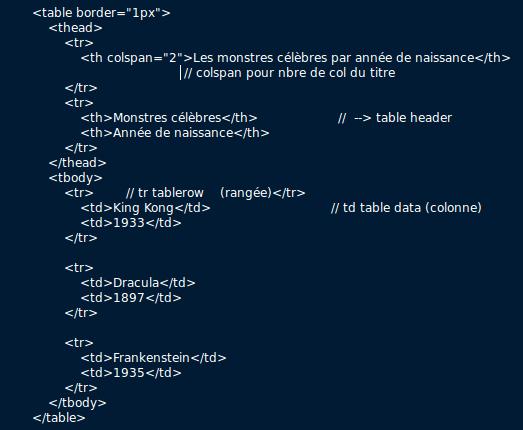 <table border="1px">
<thead>
<tr>
<th colspan="2">Les monstres célèbres par année de naissance</th>
// colspan pour nbre de col du titre
</tr>
<tr>
<th>Monstres célèbres</th> // --> table header
<th>Année de naissance</th>
</tr>
</thead>
<tbody>
<tr> // tr tablerow (rangée)</tr>
<td>King Kong</td> // td table data (colonne)
<td>1933</td>
</tr>
<tr>
<td>Dracula</td>
<td>1897</td>
</tr>
<tr>
<td>Frankenstein</td>
<td>1935</td>
</tr>
</tbody>
</table>